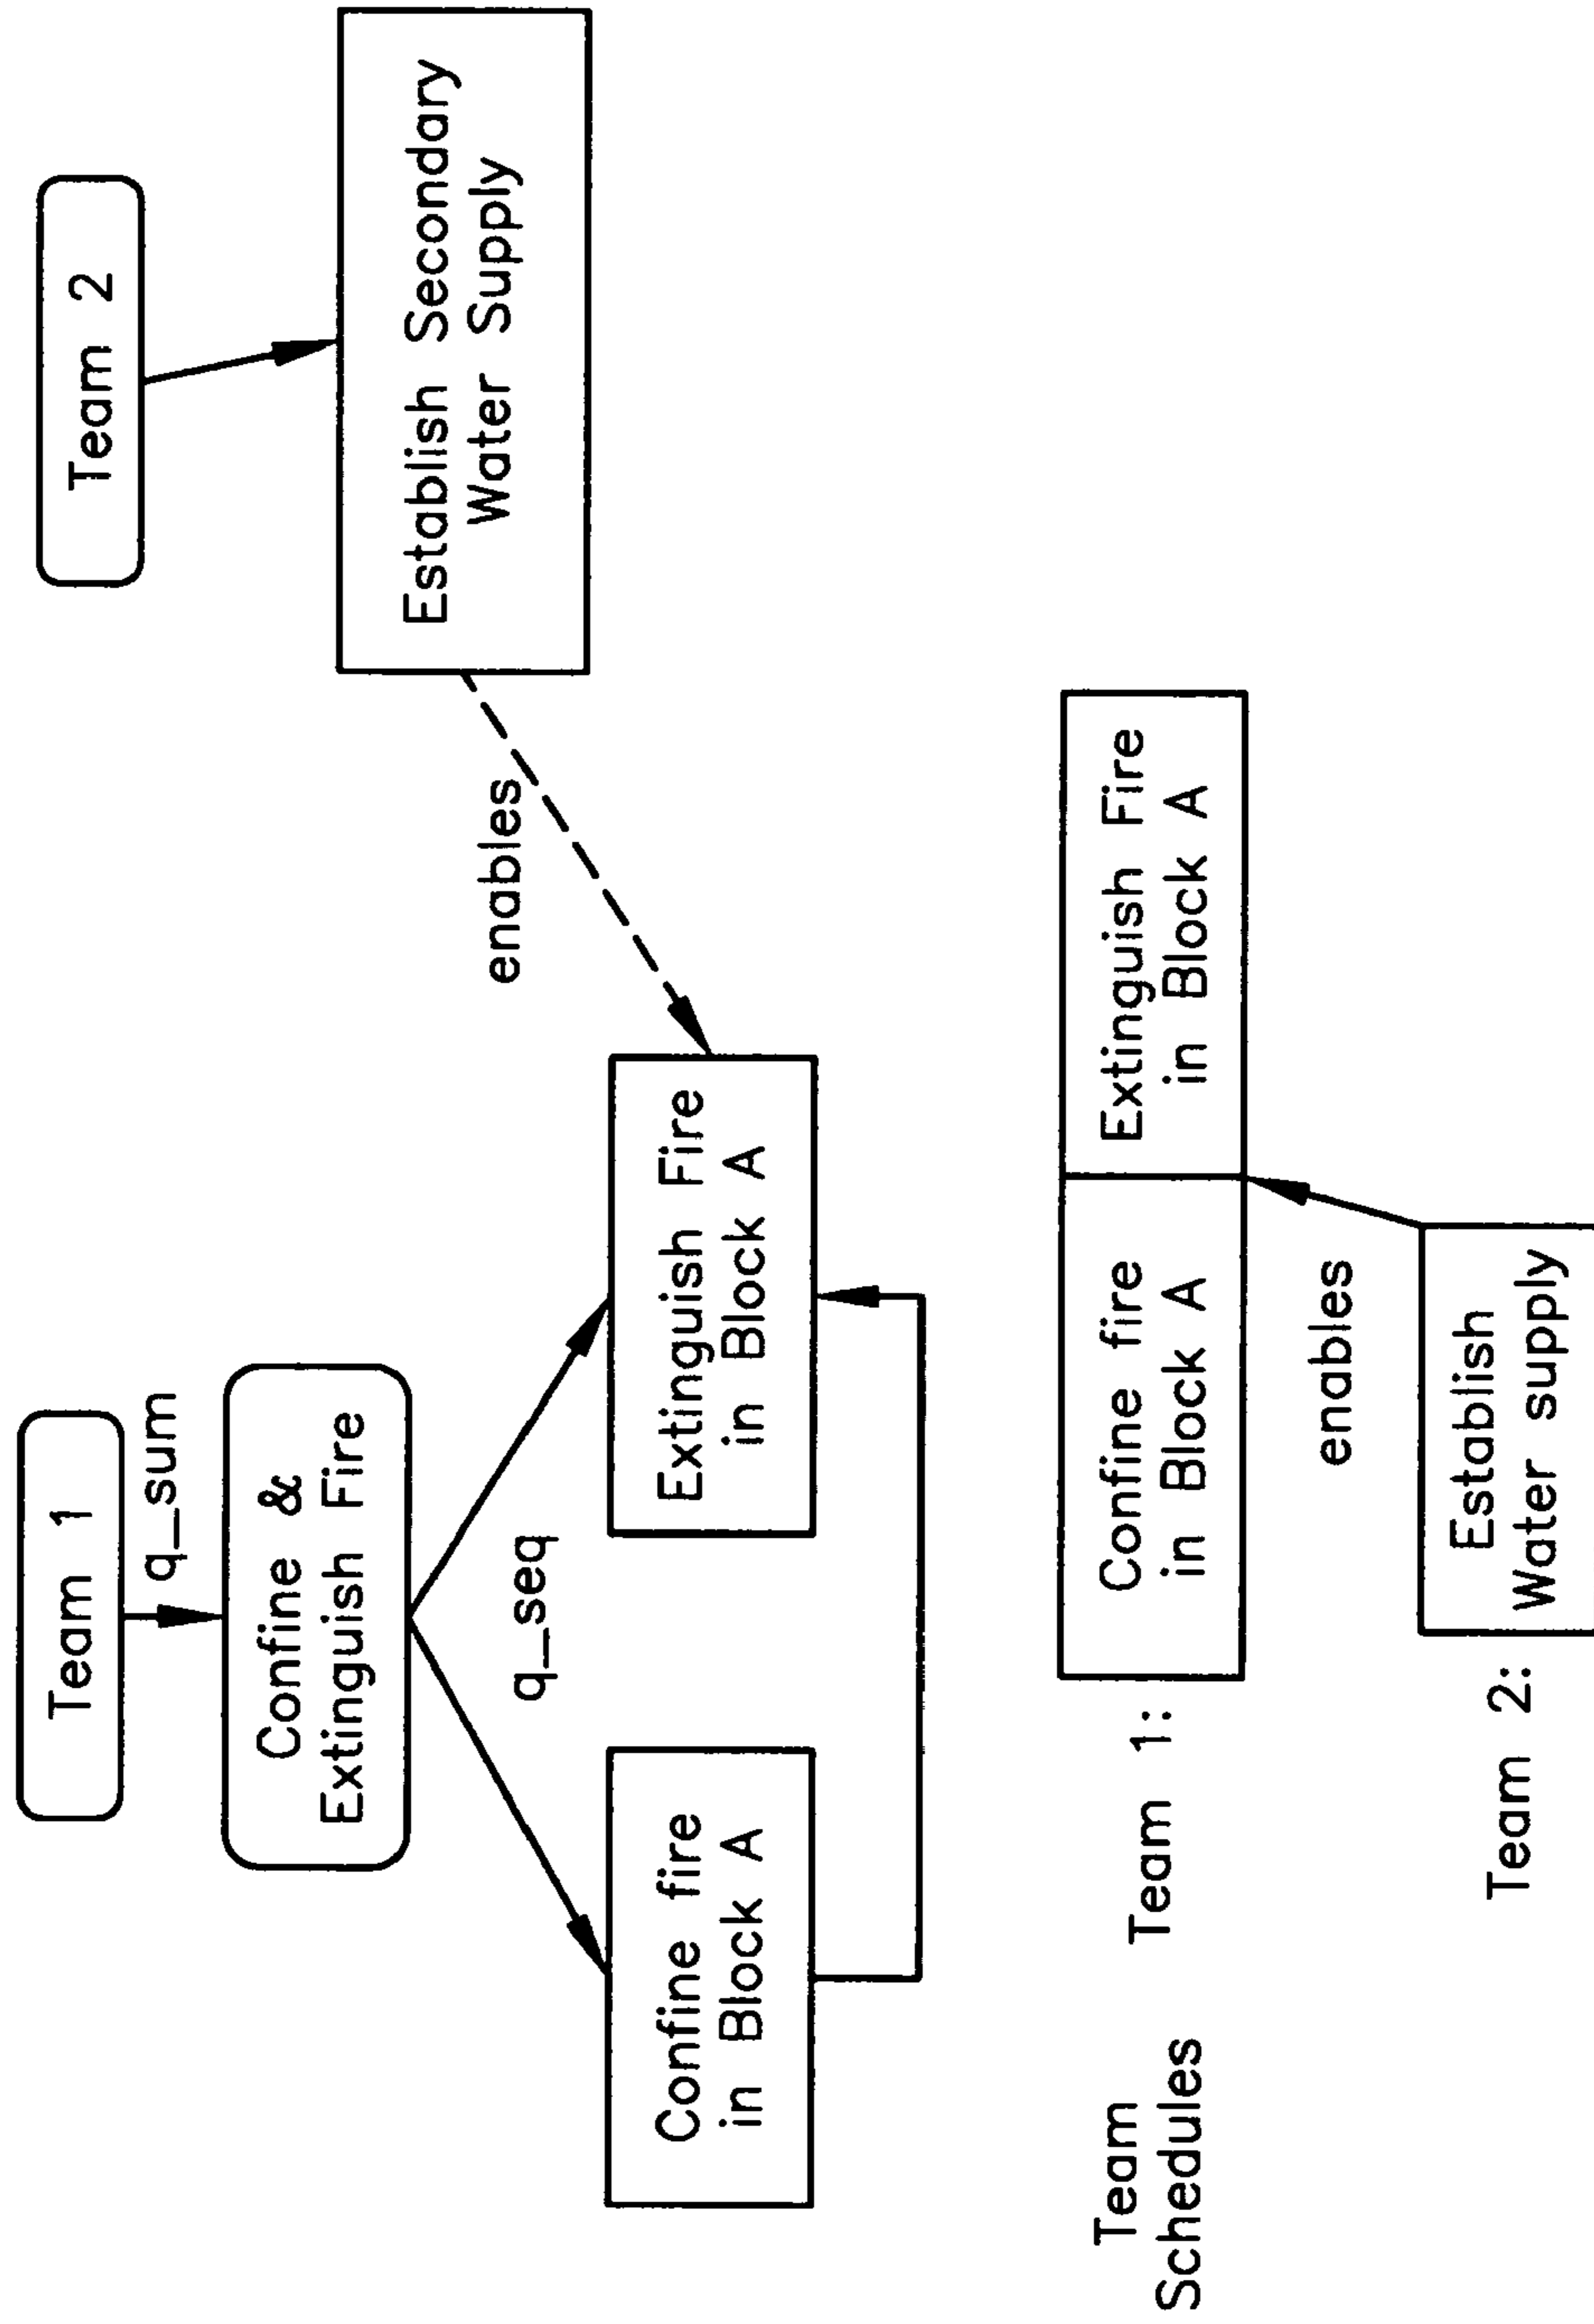 Team 1
q_sum
Confine &
Extinguish Fire
q_seq
Confine fire
in Block A
Extinguish Fire
in Block A
Team 2
Establish Secondary
Water Supply
enables
Team
Schedules
Team 1:
Confine fire
in Block A
Extinguish Fire
in Block A
enables
Team 2:
Establish
Water supply